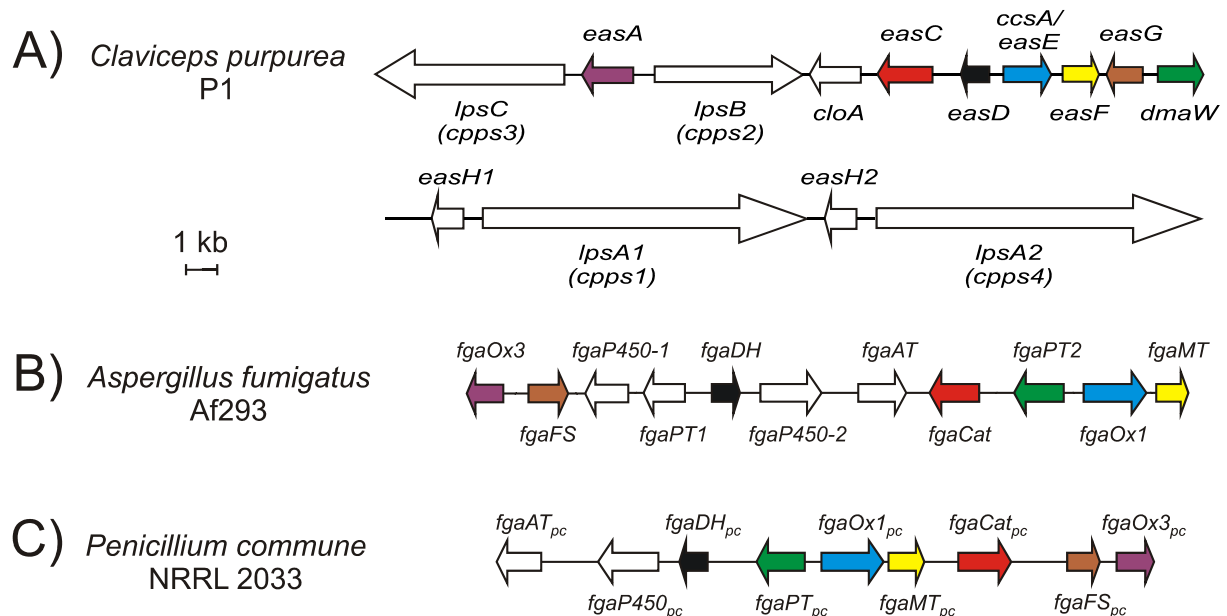 A) Claviceps purpurea
P1
easA easC ccsA/ easG
easE
lpsC lpsB cloA easD easF dmaW
(cpps3) (cpps2)
easH1 easH2
1 kb
lpsA1 lpsA2
(cpps1) (cpps4)
B) Aspergillus fumigatus
Af293
fgaOx3 fgaP450-1 fgaDH fgaAT fgaPT2 fgaMT
fgaFS fgaPT1 fgaP450-2 fgaCat fgaOx1
C) Penicillium commune
NRRL 2033
fgaATpc fgaDHpc fgaOx1pc fgaCatpc fgaOx3pc
fgaP450pc fgaPTpc fgaMTpc fgaFSpc